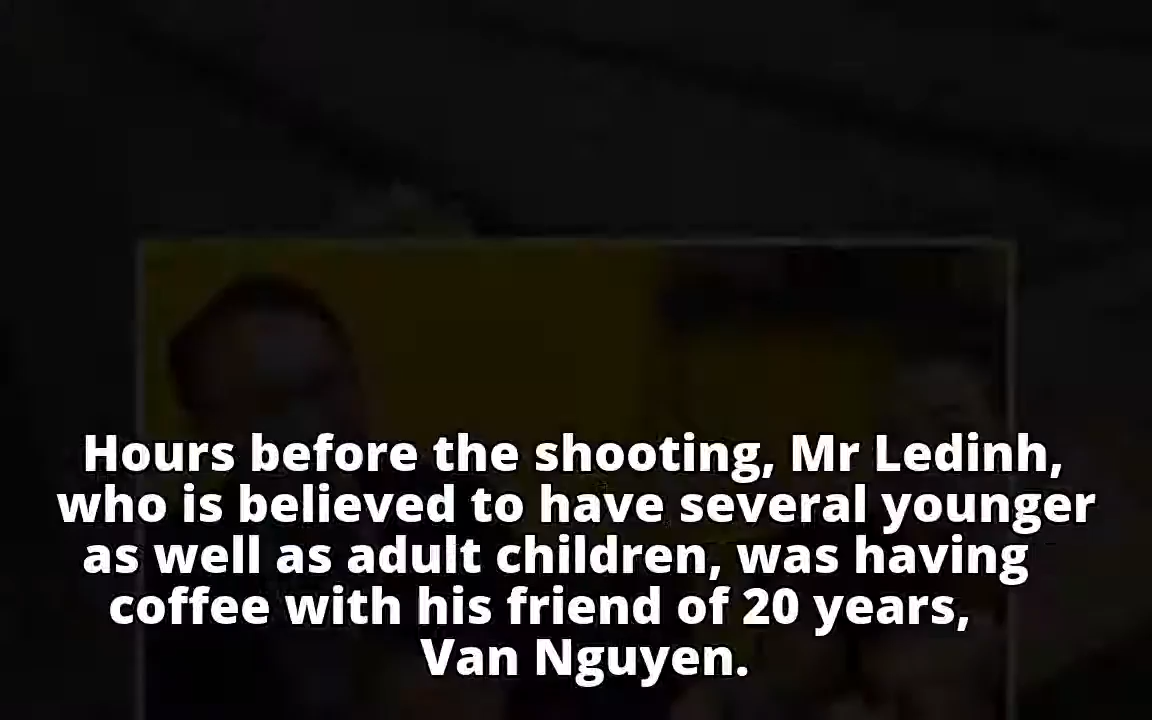 Hours before the shooting, Mr Ledinh,
who is believed to have several younger
as well as adult children, was having
coffee with his friend of 20 years,
Van Nguyen.